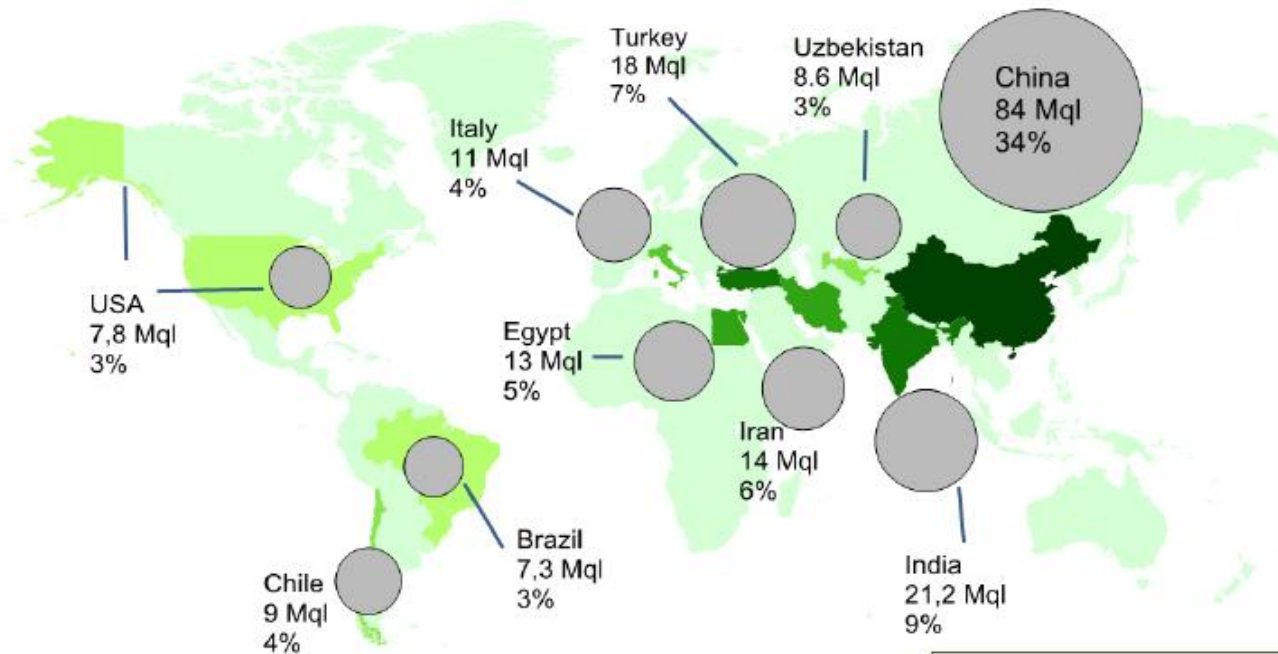 Turkey
18 Mql
7%
Uzbekistan
8.6 Mql
3%
China
84 Mql
34%
Italy
11 Mql
4%
USA
7,8 Mql
3%
Egypt
13 Mql
5%
Iran
14 Mql
6%
Brazil
7,3 Mql
3%
Chile
9 Mql
4%
India
21,2 Mql
9%